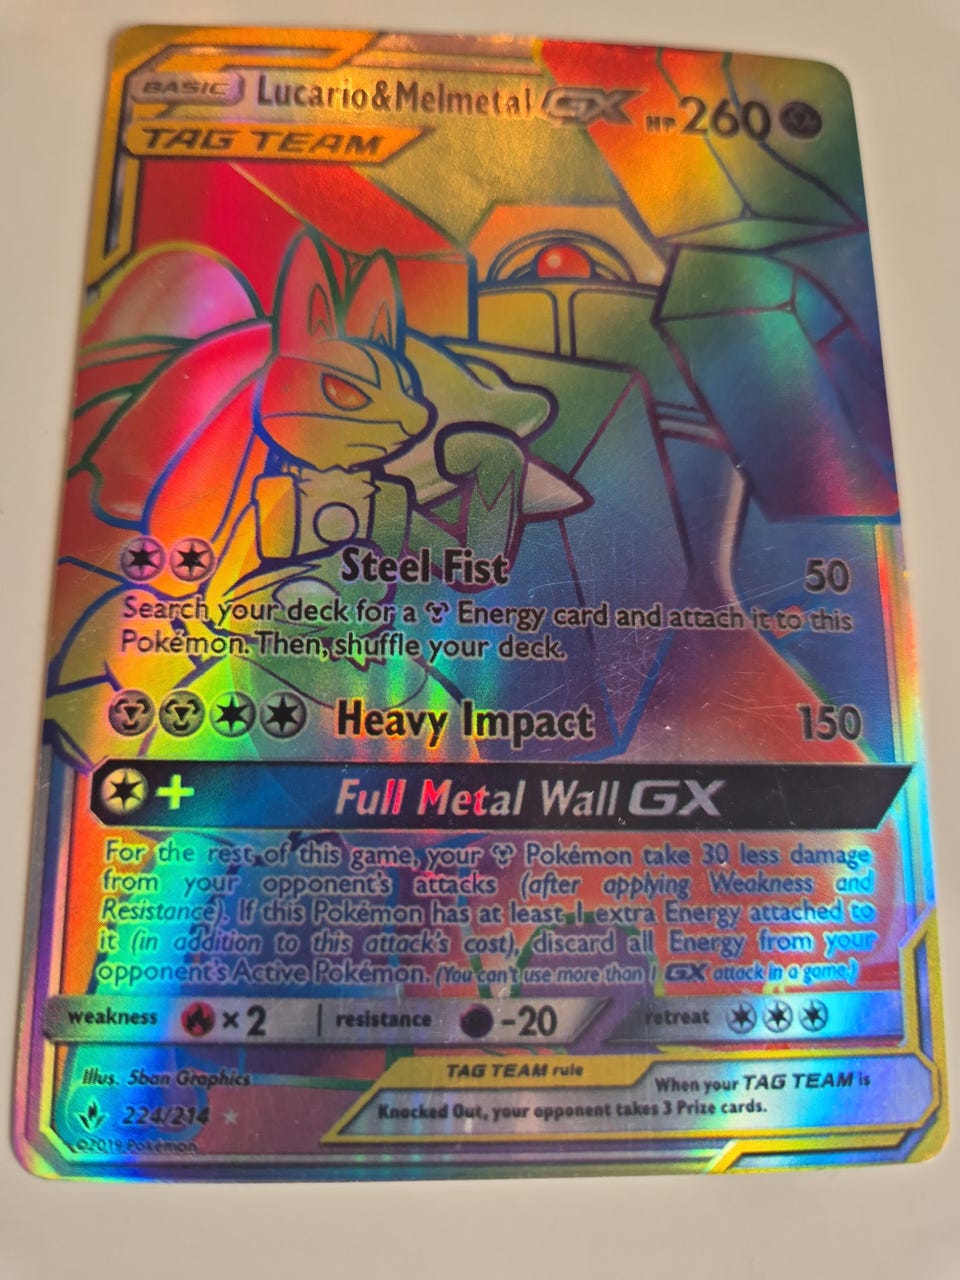 BASIC Lucario&Melmetal GX HP 260
TAG TEAM
Steel Fist 50
Search your deck for a Energy card and attach it to this
Pokémon. Then, shuffle your deck.
Heavy Impact 150
+ Full Metal Wall GX
For the rest of this game, your Pokémon take 30 less damage
from your opponent's attacks (after applying Weakness and
Resistance). If this Pokémon has at least 1 extra Energy attached to
it (in addition to this attack's cost), discard all Energy from your
opponent's Active Pokémon. (You can't use more than 1 GX attack in a game.)
weakness ×2 resistance -20 retreat
Illus. 5ban Graphics
TAG TEAM rule
When your TAG TEAM is
Knocked Out, your opponent takes 3 Prize cards.
224/214
©2019 Pokémon